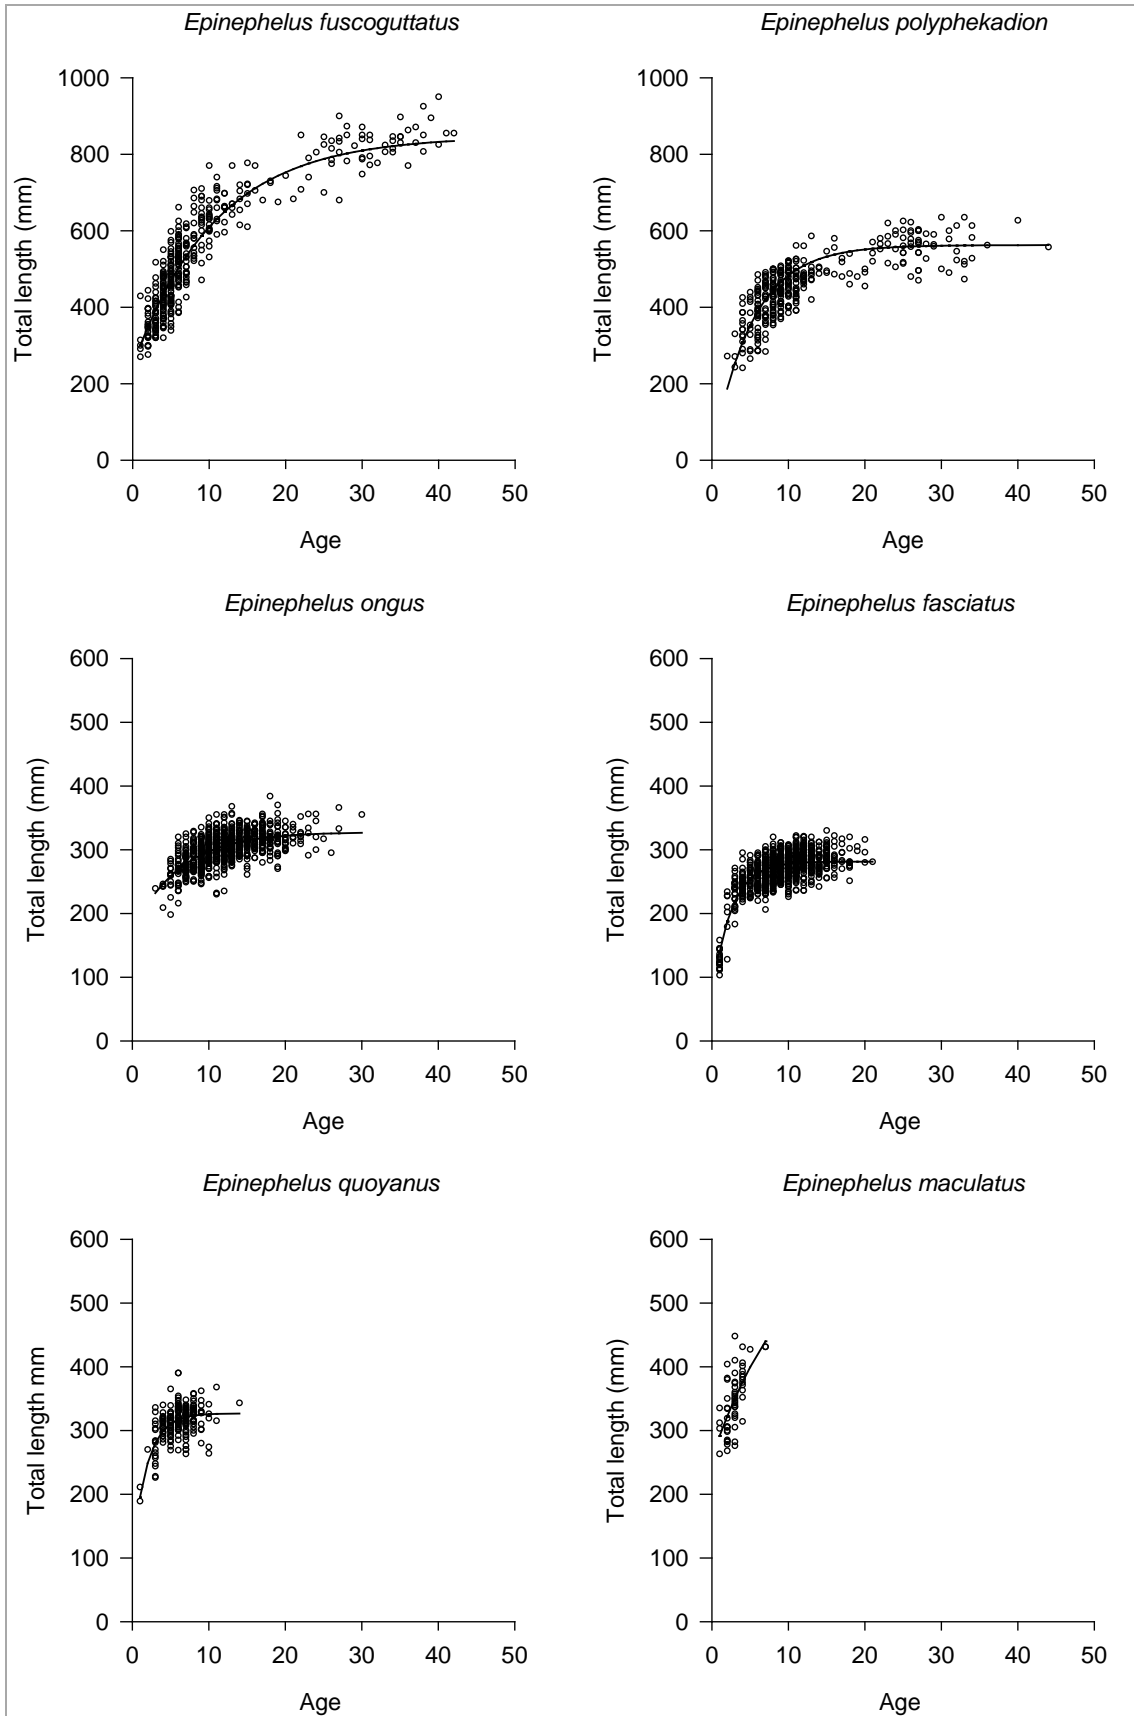 Epinephelus fuscoguttatus
Total length (mm)
1000
800
600
400
200
0
0 10 20 30 40 50
Age
Epinephelus polyphekadion
Total length (mm)
1000
800
600
400
200
0
0 10 20 30 40 50
Age
Epinephelus ongus
Total length (mm)
600
500
400
300
200
100
0
0 10 20 30 40 50
Age
Epinephelus fasciatus
Total length (mm)
600
500
400
300
200
100
0
0 10 20 30 40 50
Age
Epinephelus quoyanus
Total length mm
600
500
400
300
200
100
0
0 10 20 30 40 50
Age
Epinephelus maculatus
Total length (mm)
600
500
400
300
200
100
0
0 10 20 30 40 50
Age